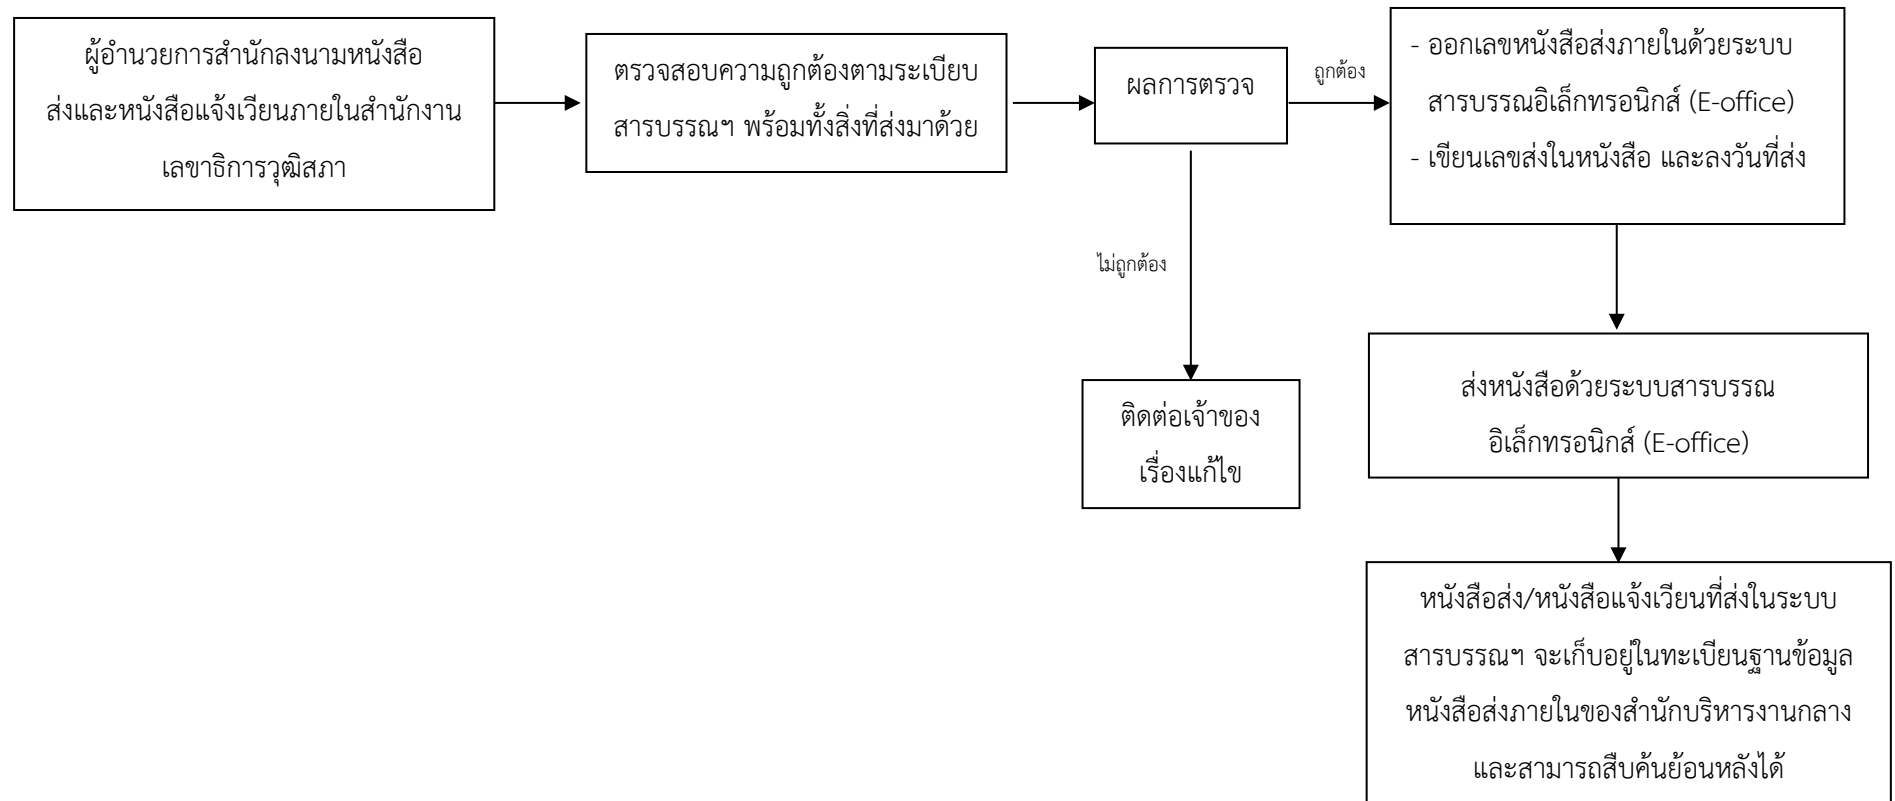 ผู้อำนวยการสำนักลงนามหนังสือ
ส่งและหนังสือแจ้งเวียนภายในสำนักงาน
เลขาธิการวุฒิสภา
ตรวจสอบความถูกต้องตามระเบียบ
สารบรรณฯ พร้อมทั้งสิ่งที่ส่งมาด้วย
ผลการตรวจ
ถูกต้อง
- ออกเลขหนังสือส่งภายในด้วยระบบ
สารบรรณอิเล็กทรอนิกส์ (E-office)
- เขียนเลขส่งในหนังสือ และลงวันที่ส่ง
ไม่ถูกต้อง
ติดต่อเจ้าของ
เรื่องแก้ไข
ส่งหนังสือด้วยระบบสารบรรณ
อิเล็กทรอนิกส์ (E-office)
หนังสือส่ง/หนังสือแจ้งเวียนที่ส่งในระบบ
สารบรรณฯ จะเก็บอยู่ในทะเบียนฐานข้อมูล
หนังสือส่งภายในของสำนักบริหารงานกลาง
และสามารถสืบค้นย้อนหลังได้